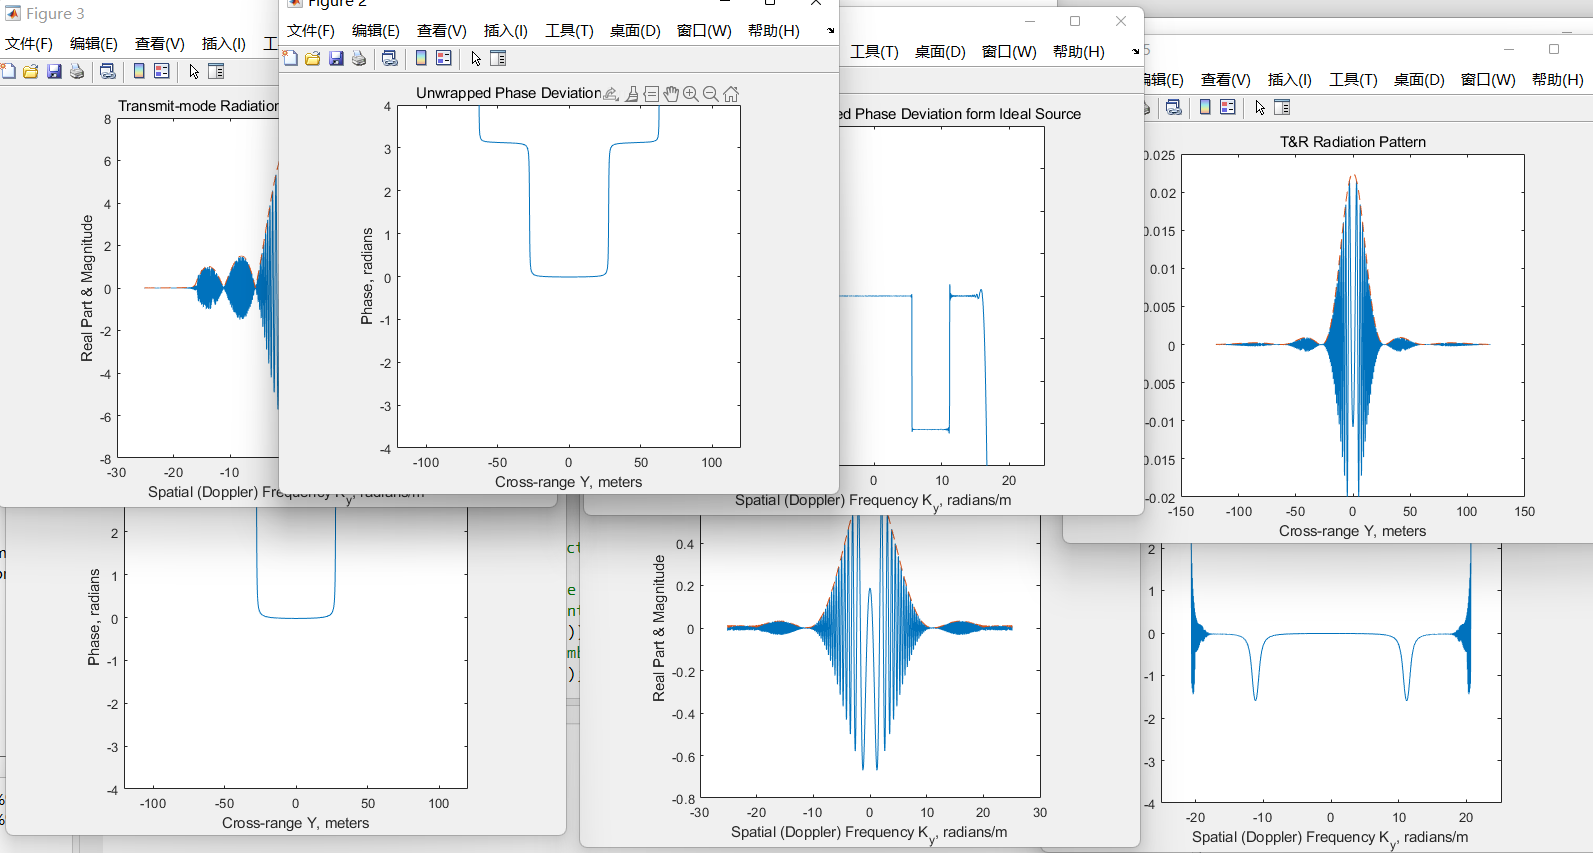 Figure 3
文件(F) 编辑(E) 查看(V) 插入(I)
Transmit-mode Radiation
Real Part & Magnitude
8
6
4
2
0
-2
-4
-6
-8
-30 -20 -10
Spatial (Doppler) Frequency Ky, radians/m
Figure 2
文件(F) 编辑(E) 查看(V) 插入(I) 工具(T) 桌面(D) 窗口(W) 帮助(H)
Unwrapped Phase Deviation
Phase, radians
4
3
2
1
0
-1
-2
-3
-4
-100 -50 0 50 100
Cross-range Y, meters
工具(T) 桌面(D) 窗口(W) 帮助(H)
ed Phase Deviation form Ideal Source
0 10 20
Spatial (Doppler) Frequency Ky, radians/m
5
编辑(E) 查看(V) 插入(I) 工具(T) 桌面(D) 窗口(W) 帮助(H)
T&R Radiation Pattern
0.025
0.02
0.015
0.01
0.005
0
0.005
-0.01
0.015
-0.02
-150 -100 -50 0 50 100 150
Cross-range Y, meters
Phase, radians
2
1
0
-1
-2
-3
-4
-100 -50 0 50 100
Cross-range Y, meters
Real Part & Magnitude
0.4
0.2
0
-0.2
-0.4
-0.6
-0.8
-30 -20 -10 0 10 20 30
Spatial (Doppler) Frequency Ky, radians/m
2
1
0
-1
-2
-3
-4
-20 -10 0 10 20
Spatial (Doppler) Frequency Ky, radians/m